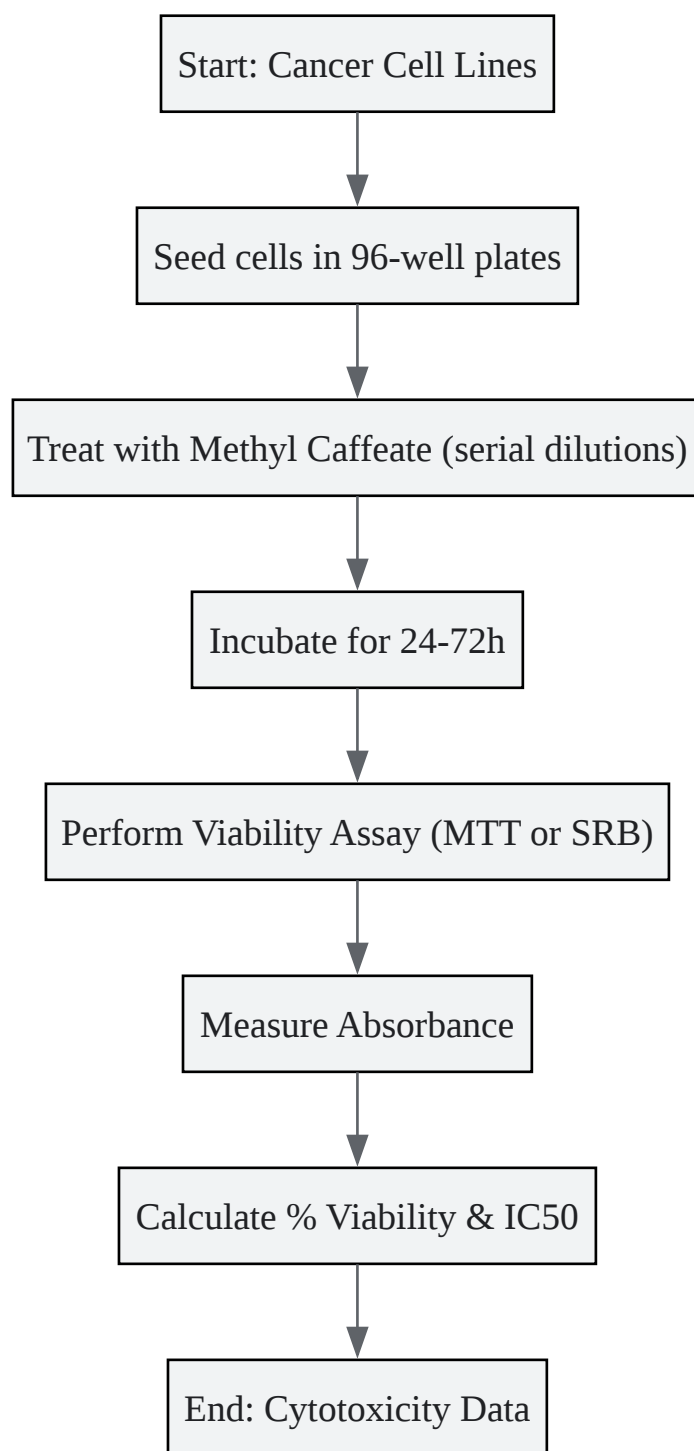 Start: Cancer Cell Lines
Seed cells in 96-well plates
Treat with Methyl Caffeate (serial dilutions)
Incubate for 24-72h
Perform Viability Assay (MTT or SRB)
Measure Absorbance
Calculate % Viability & IC50
End: Cytotoxicity Data